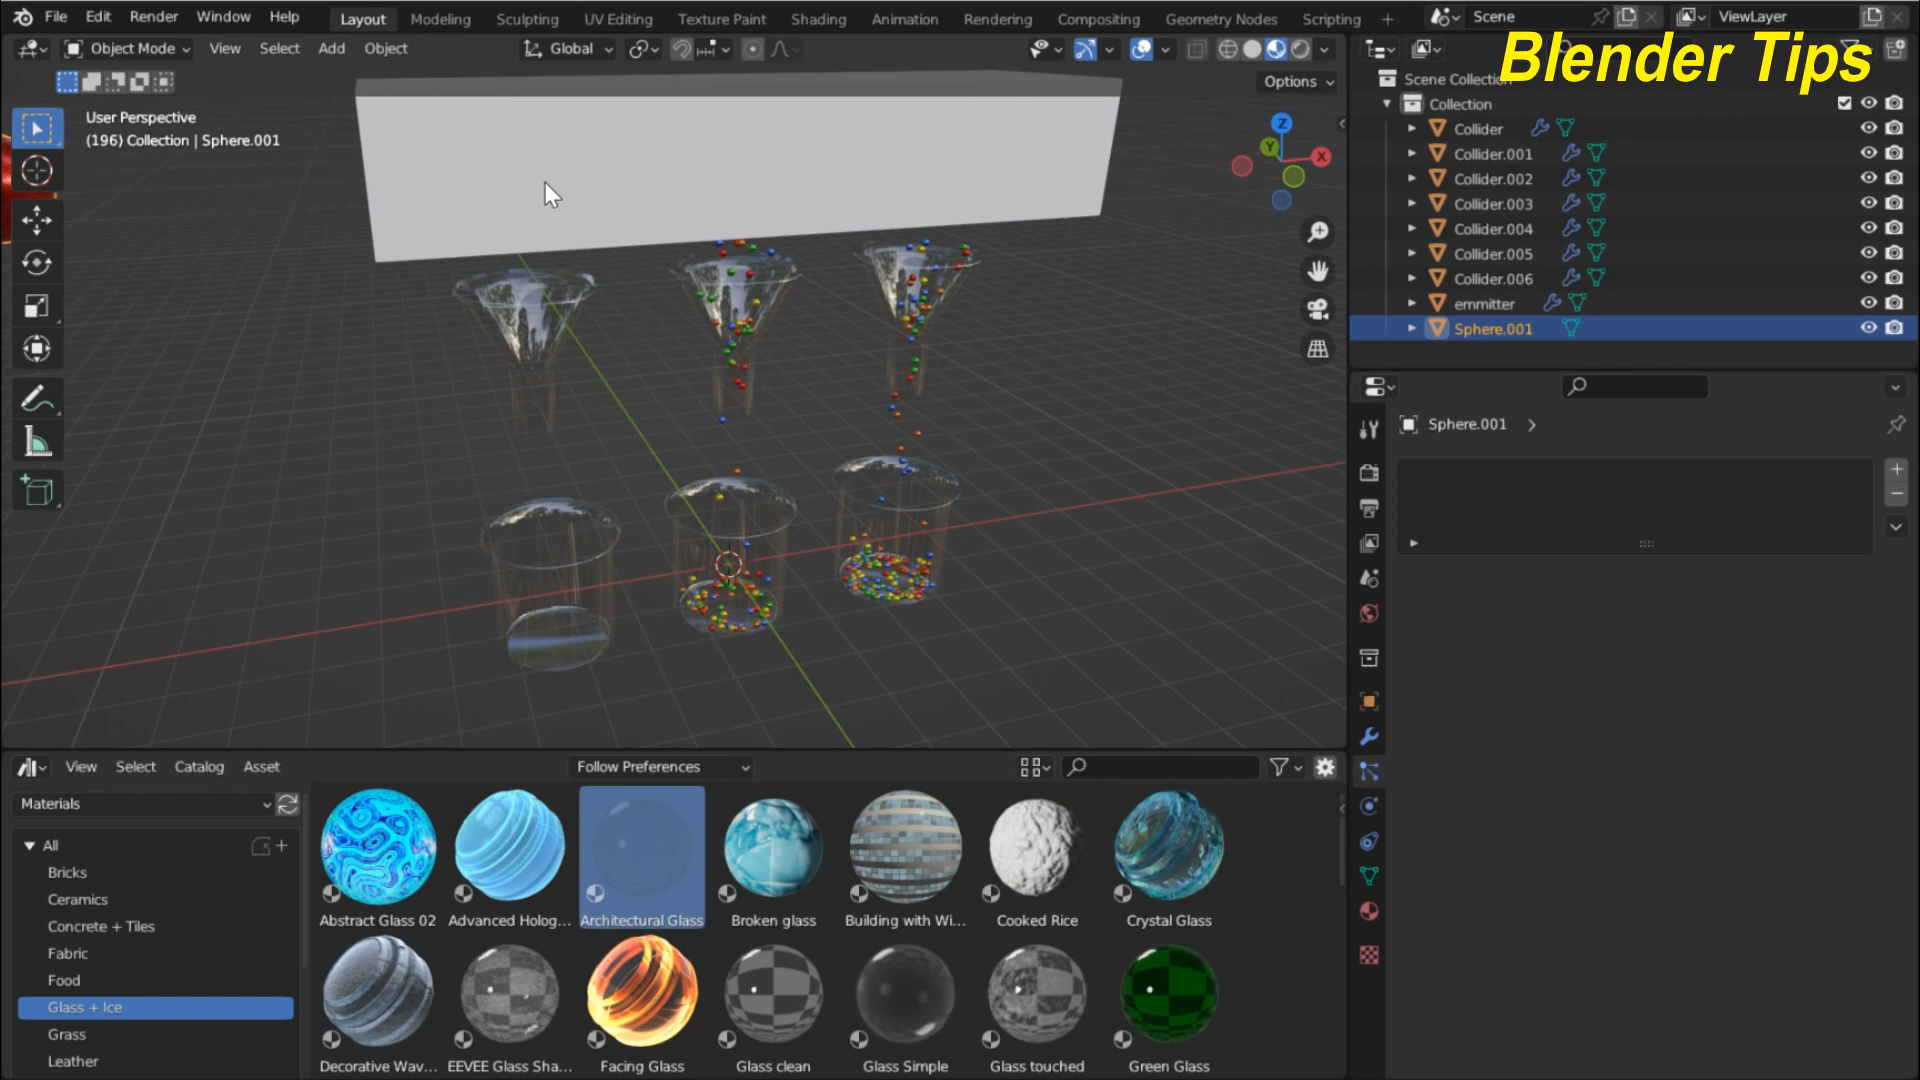 File Edit Render Window Help Layout Modeling Sculpting UV Editing Texture Paint Shading Animation Rendering Compositing Geometry Nodes Scripting + Scene ViewLayer
Object Mode View Select Add Object Global
Blender Tips
Options
Scene Collection
Collection
User Perspective
(196) Collection | Sphere.001
Z
Y
X
Collider
Collider.001
Collider.002
Collider.003
Collider.004
Collider.005
Collider.006
emmitter
Sphere.001
Sphere.001
View Select Catalog Asset Follow Preferences
Materials
All
Bricks
Ceramics
Concrete + Tiles
Fabric
Food
Glass + Ice
Grass
Leather
Abstract Glass 02 Advanced Holog... Architectural Glass Broken glass Building with Wi... Cooked Rice Crystal Glass
Decorative Wav... EEVEE Glass Sha... Facing Glass Glass clean Glass Simple Glass touched Green Glass